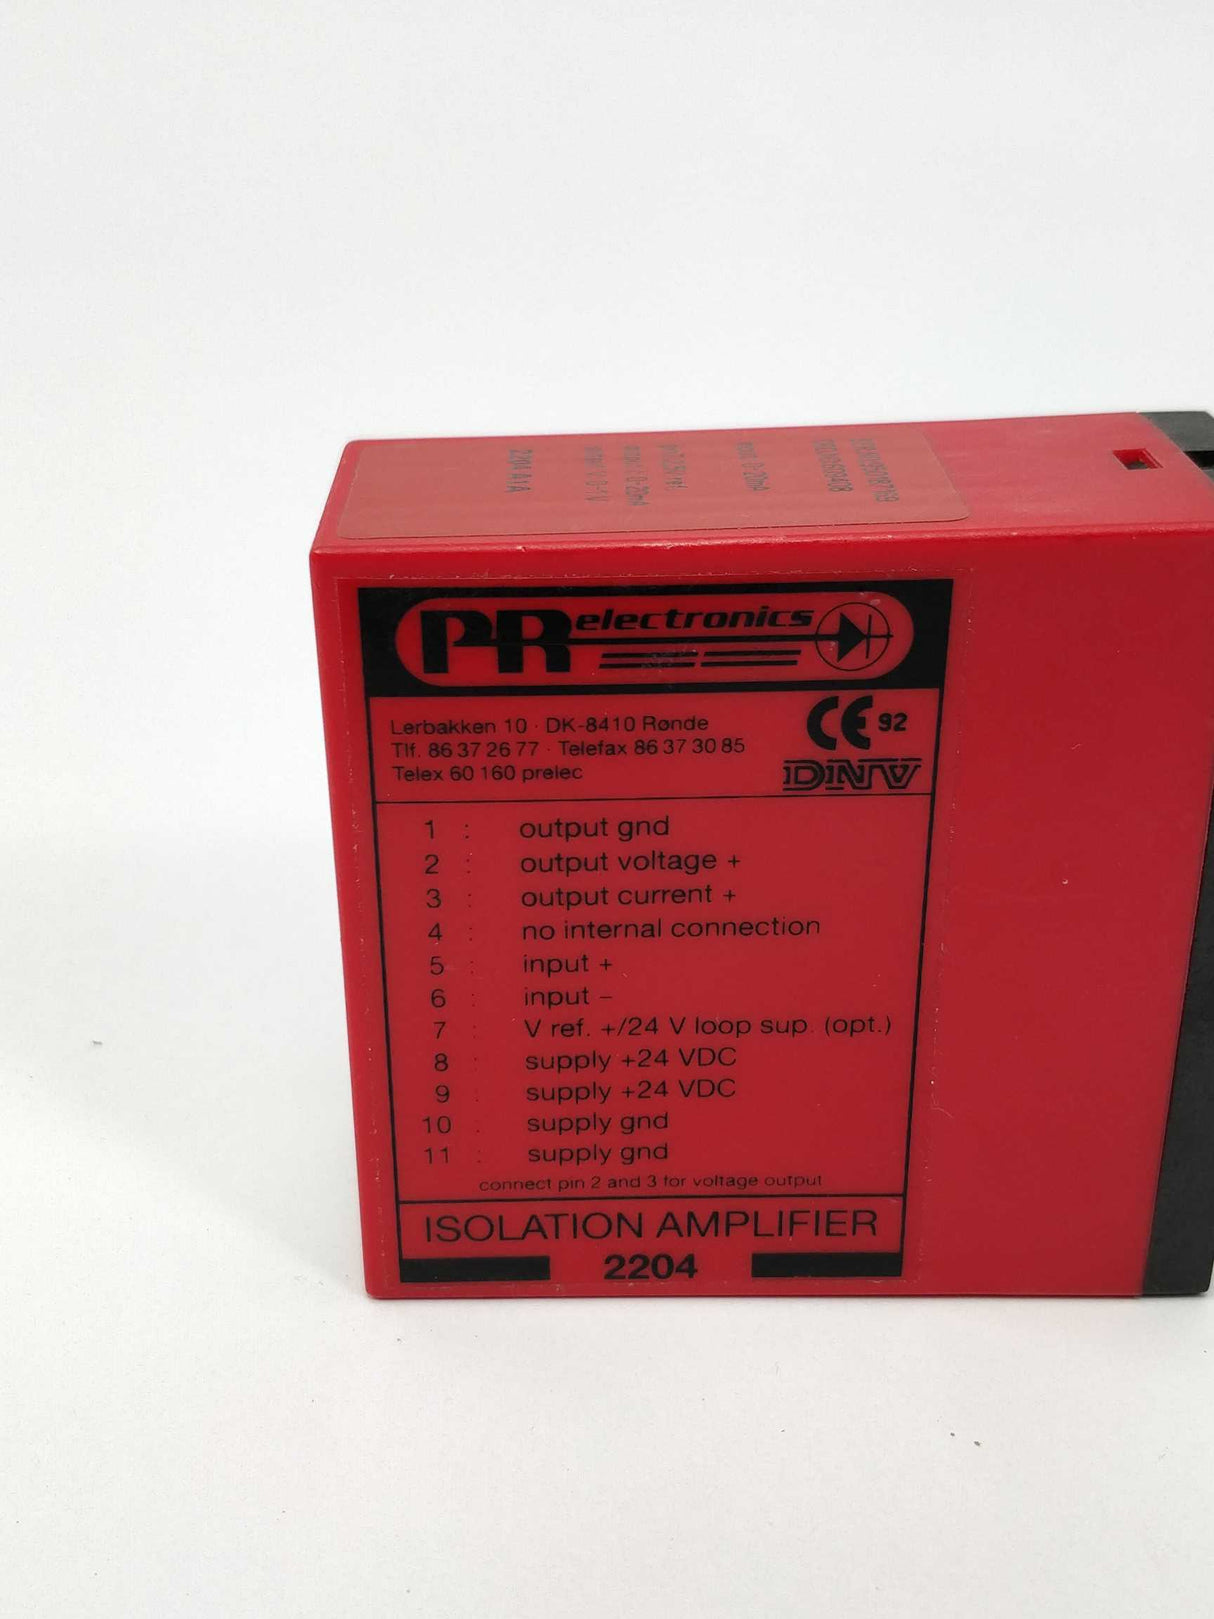 2204 A1A
PR electronics
Lerbakken 10 · DK-8410 Rønde
Tlf. 86 37 26 77 · Telefax 86 37 30 85
Telex 60 160 prelec
CE 92
DNV
1 : output gnd
2 : output voltage +
3 : output current +
4 : no internal connection
5 : input +
6 : input –
7 : V ref. +/24 V loop sup. (opt.)
8 : supply +24 VDC
9 : supply +24 VDC
10 : supply gnd
11 : supply gnd
connect pin 2 and 3 for voltage output
ISOLATION AMPLIFIER
2204